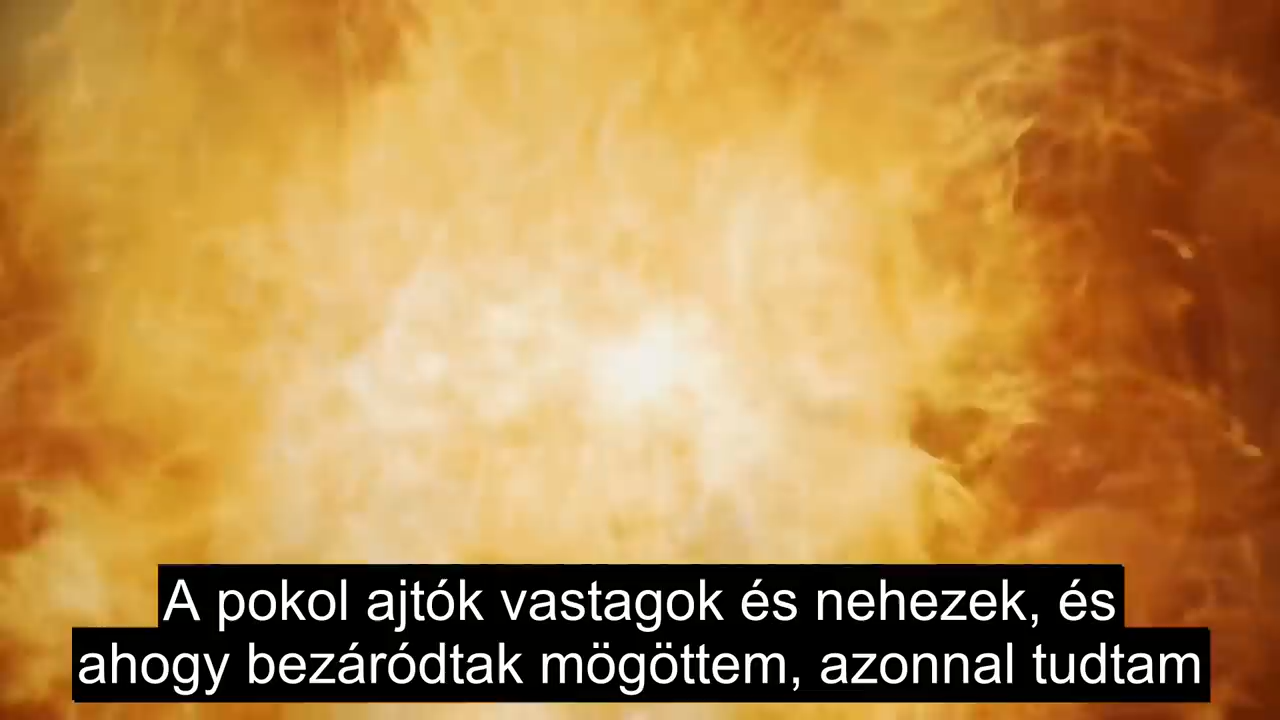 A pokol ajtók vastagok és nehezek, és
ahogy bezáródtak mögöttem, azonnal tudtam